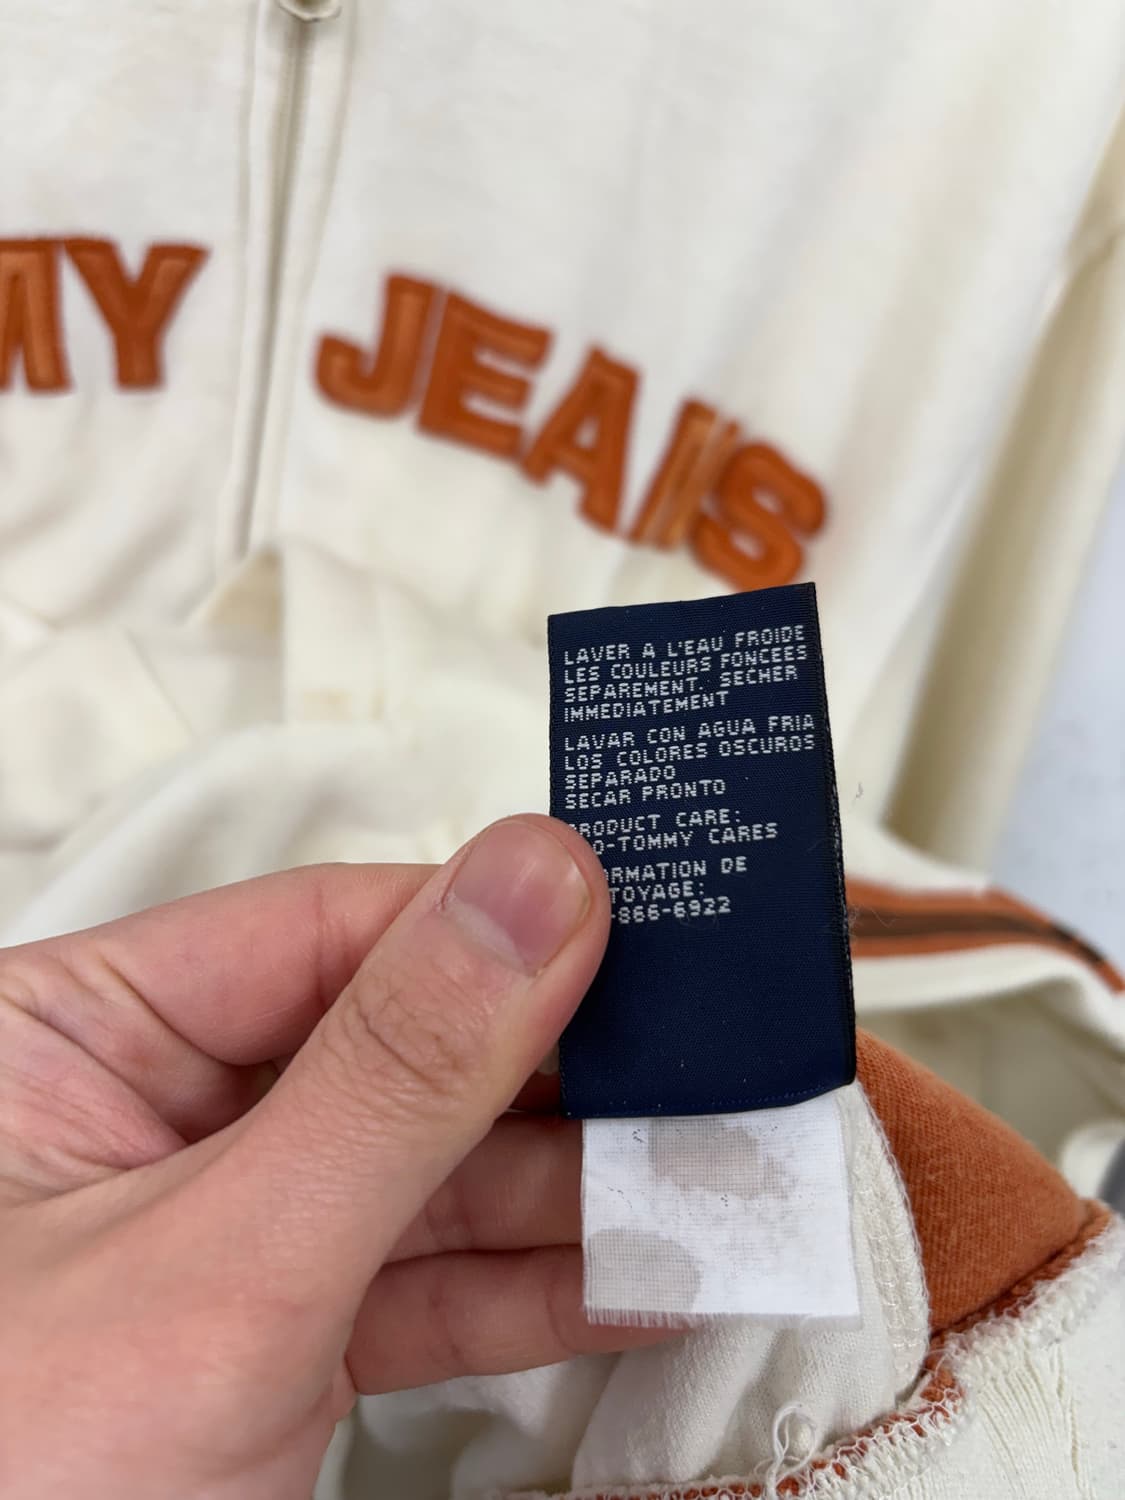 MY JEANS
LAVER A L'EAU FROIDE
LES COULEURS FONCEES
SEPAREMENT. SECHER
IMMEDIATEMENT
LAVAR CON AGUA FRIA
LOS COLORES OSCUROS
SEPARADO
SECAR PRONTO
RODUCT CARE:
O-TOMMY CARES
ORMATION DE
TOYAGE:
-866-6922